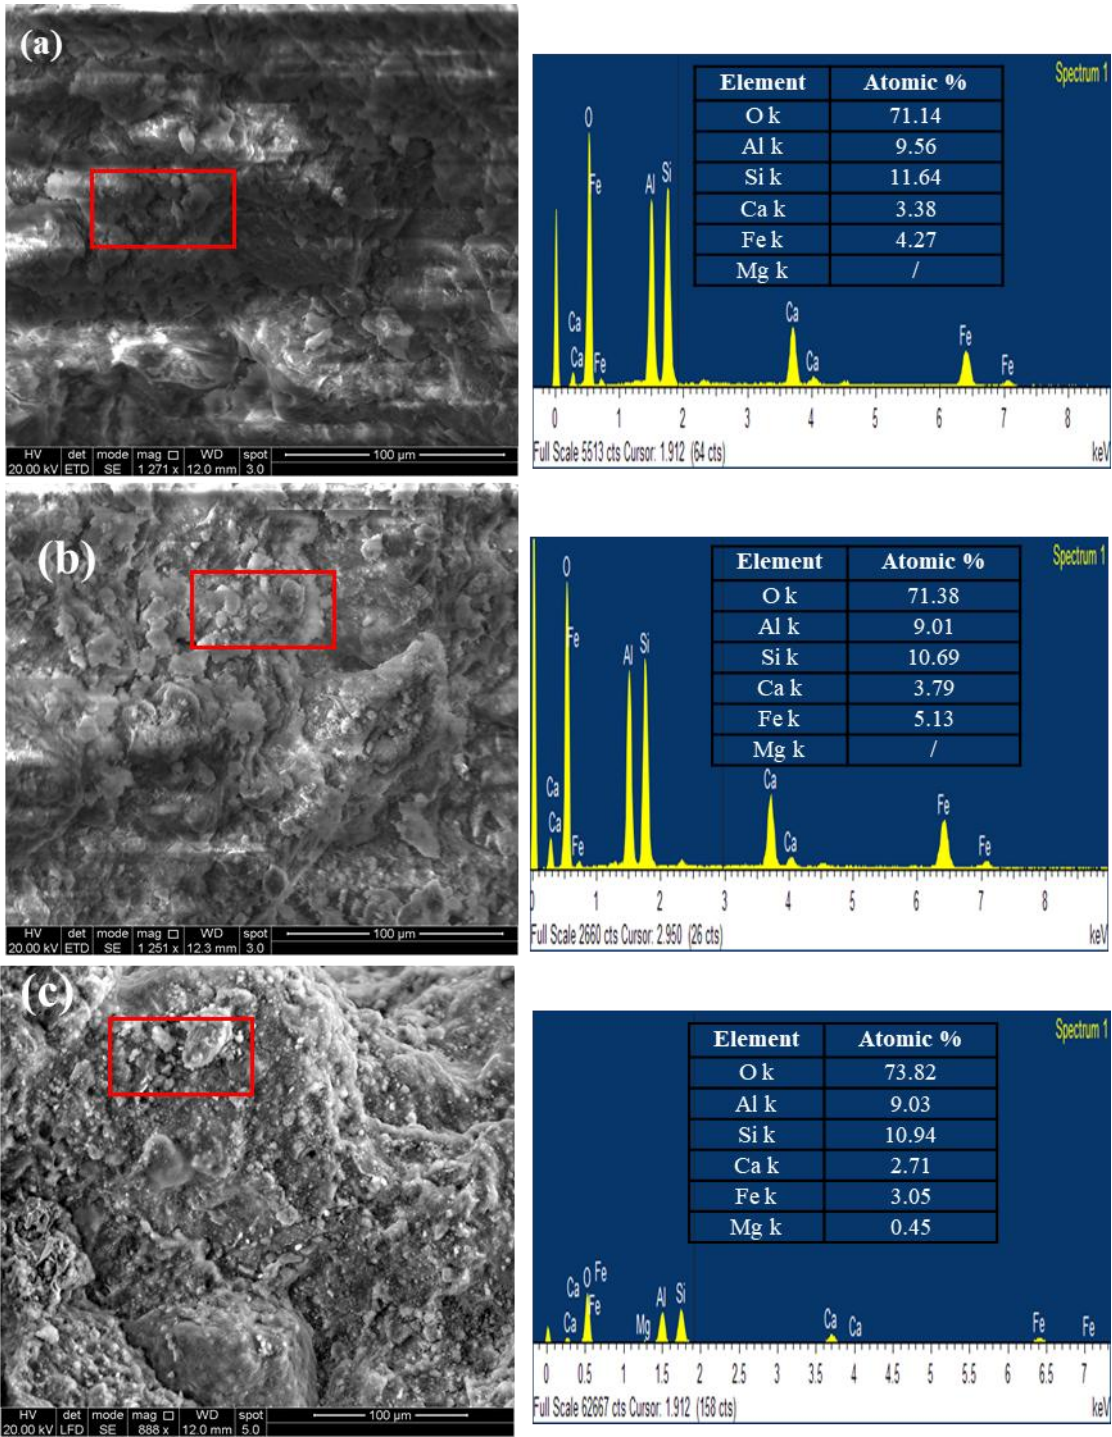 (a)
HV det mode mag □ WD spot
20.00 kV ETD SE 1 271 x 12.0 mm 3.0 100 µm
Spectrum 1
Element Atomic %
O k 71.14
Al k 9.56
Si k 11.64
Ca k 3.38
Fe k 4.27
Mg k /
O
Fe
Al Si
Ca
Ca Fe
Ca
Ca
Fe
Fe
0 1 2 3 4 5 6 7 8
Full Scale 5513 cts Cursor: 1.912 (64 cts) keV
(b)
HV det mode mag □ WD spot
20.00 kV ETD SE 1 251 x 12.3 mm 3.0 100 µm
Spectrum 1
Element Atomic %
O k 71.38
Al k 9.01
Si k 10.69
Ca k 3.79
Fe k 5.13
Mg k /
O
Fe
Al Si
Ca
Ca
Fe
Ca
Ca
Fe
Fe
0 1 2 3 4 5 6 7 8
Full Scale 2660 cts Cursor: 2.950 (26 cts) keV
(c)
HV det mode mag □ WD spot
20.00 kV LFD SE 888 x 12.0 mm 5.0 100 µm
Spectrum 1
Element Atomic %
O k 73.82
Al k 9.03
Si k 10.94
Ca k 2.71
Fe k 3.05
Mg k 0.45
Ca O Fe
Ca Fe
Mg Al Si
Ca Ca
Fe Fe
0 0.5 1 1.5 2 2.5 3 3.5 4 4.5 5 5.5 6 6.5 7
Full Scale 62667 cts Cursor: 1.912 (158 cts) keV